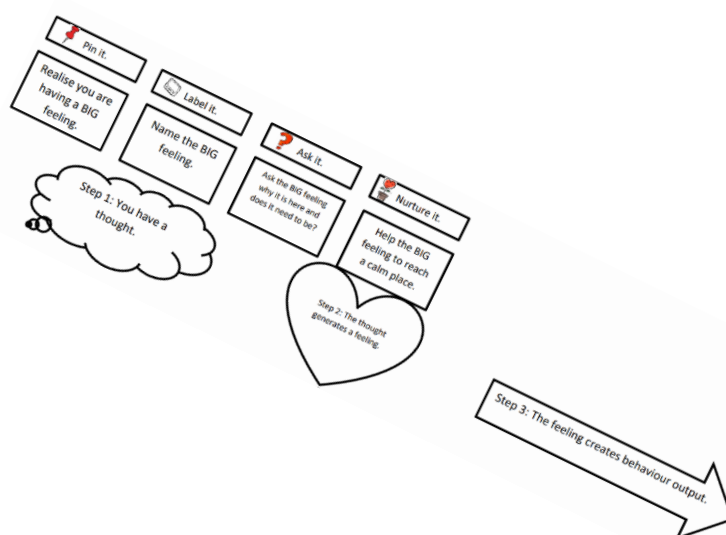 Pin it.
Realise you are
having a BIG
feeling.
Label it.
Name the BIG
feeling.
Ask it.
Ask the BIG feeling
why it is here and
does it need to be?
Nurture it.
Help the BIG
feeling to reach
a calm place.
Step 1: You have a
thought.
Step 2: The thought
generates a feeling.
Step 3: The feeling creates behaviour output.